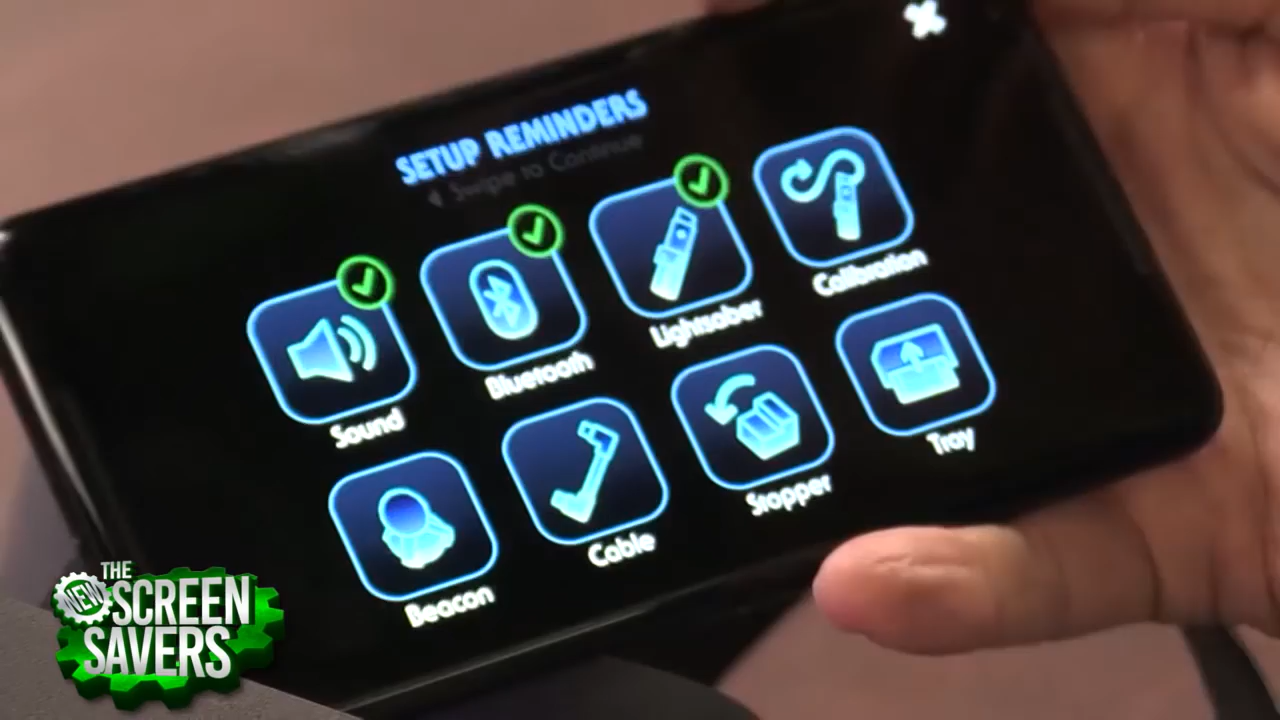 SETUP REMINDERS
Swipe to Continue
Sound
Bluetooth
Lightsaber
Calibration
Beacon
Cable
Stopper
Tray
THE
NEW
SCREEN
SAVERS